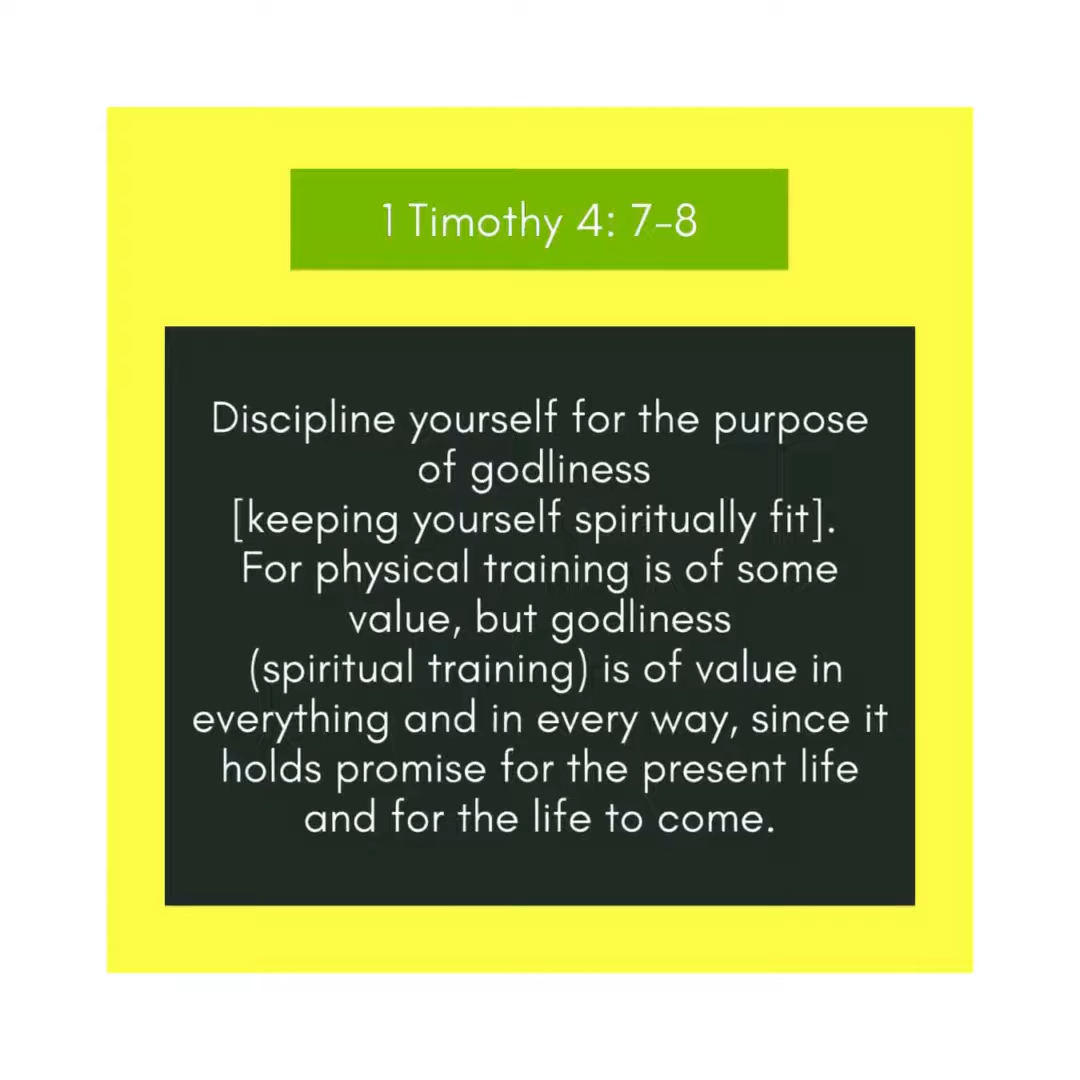 1 Timothy 4: 7-8
Discipline yourself for the purpose
of godliness
[keeping yourself spiritually fit].
For physical training is of some
value, but godliness
(spiritual training) is of value in
everything and in every way, since it
holds promise for the present life
and for the life to come.